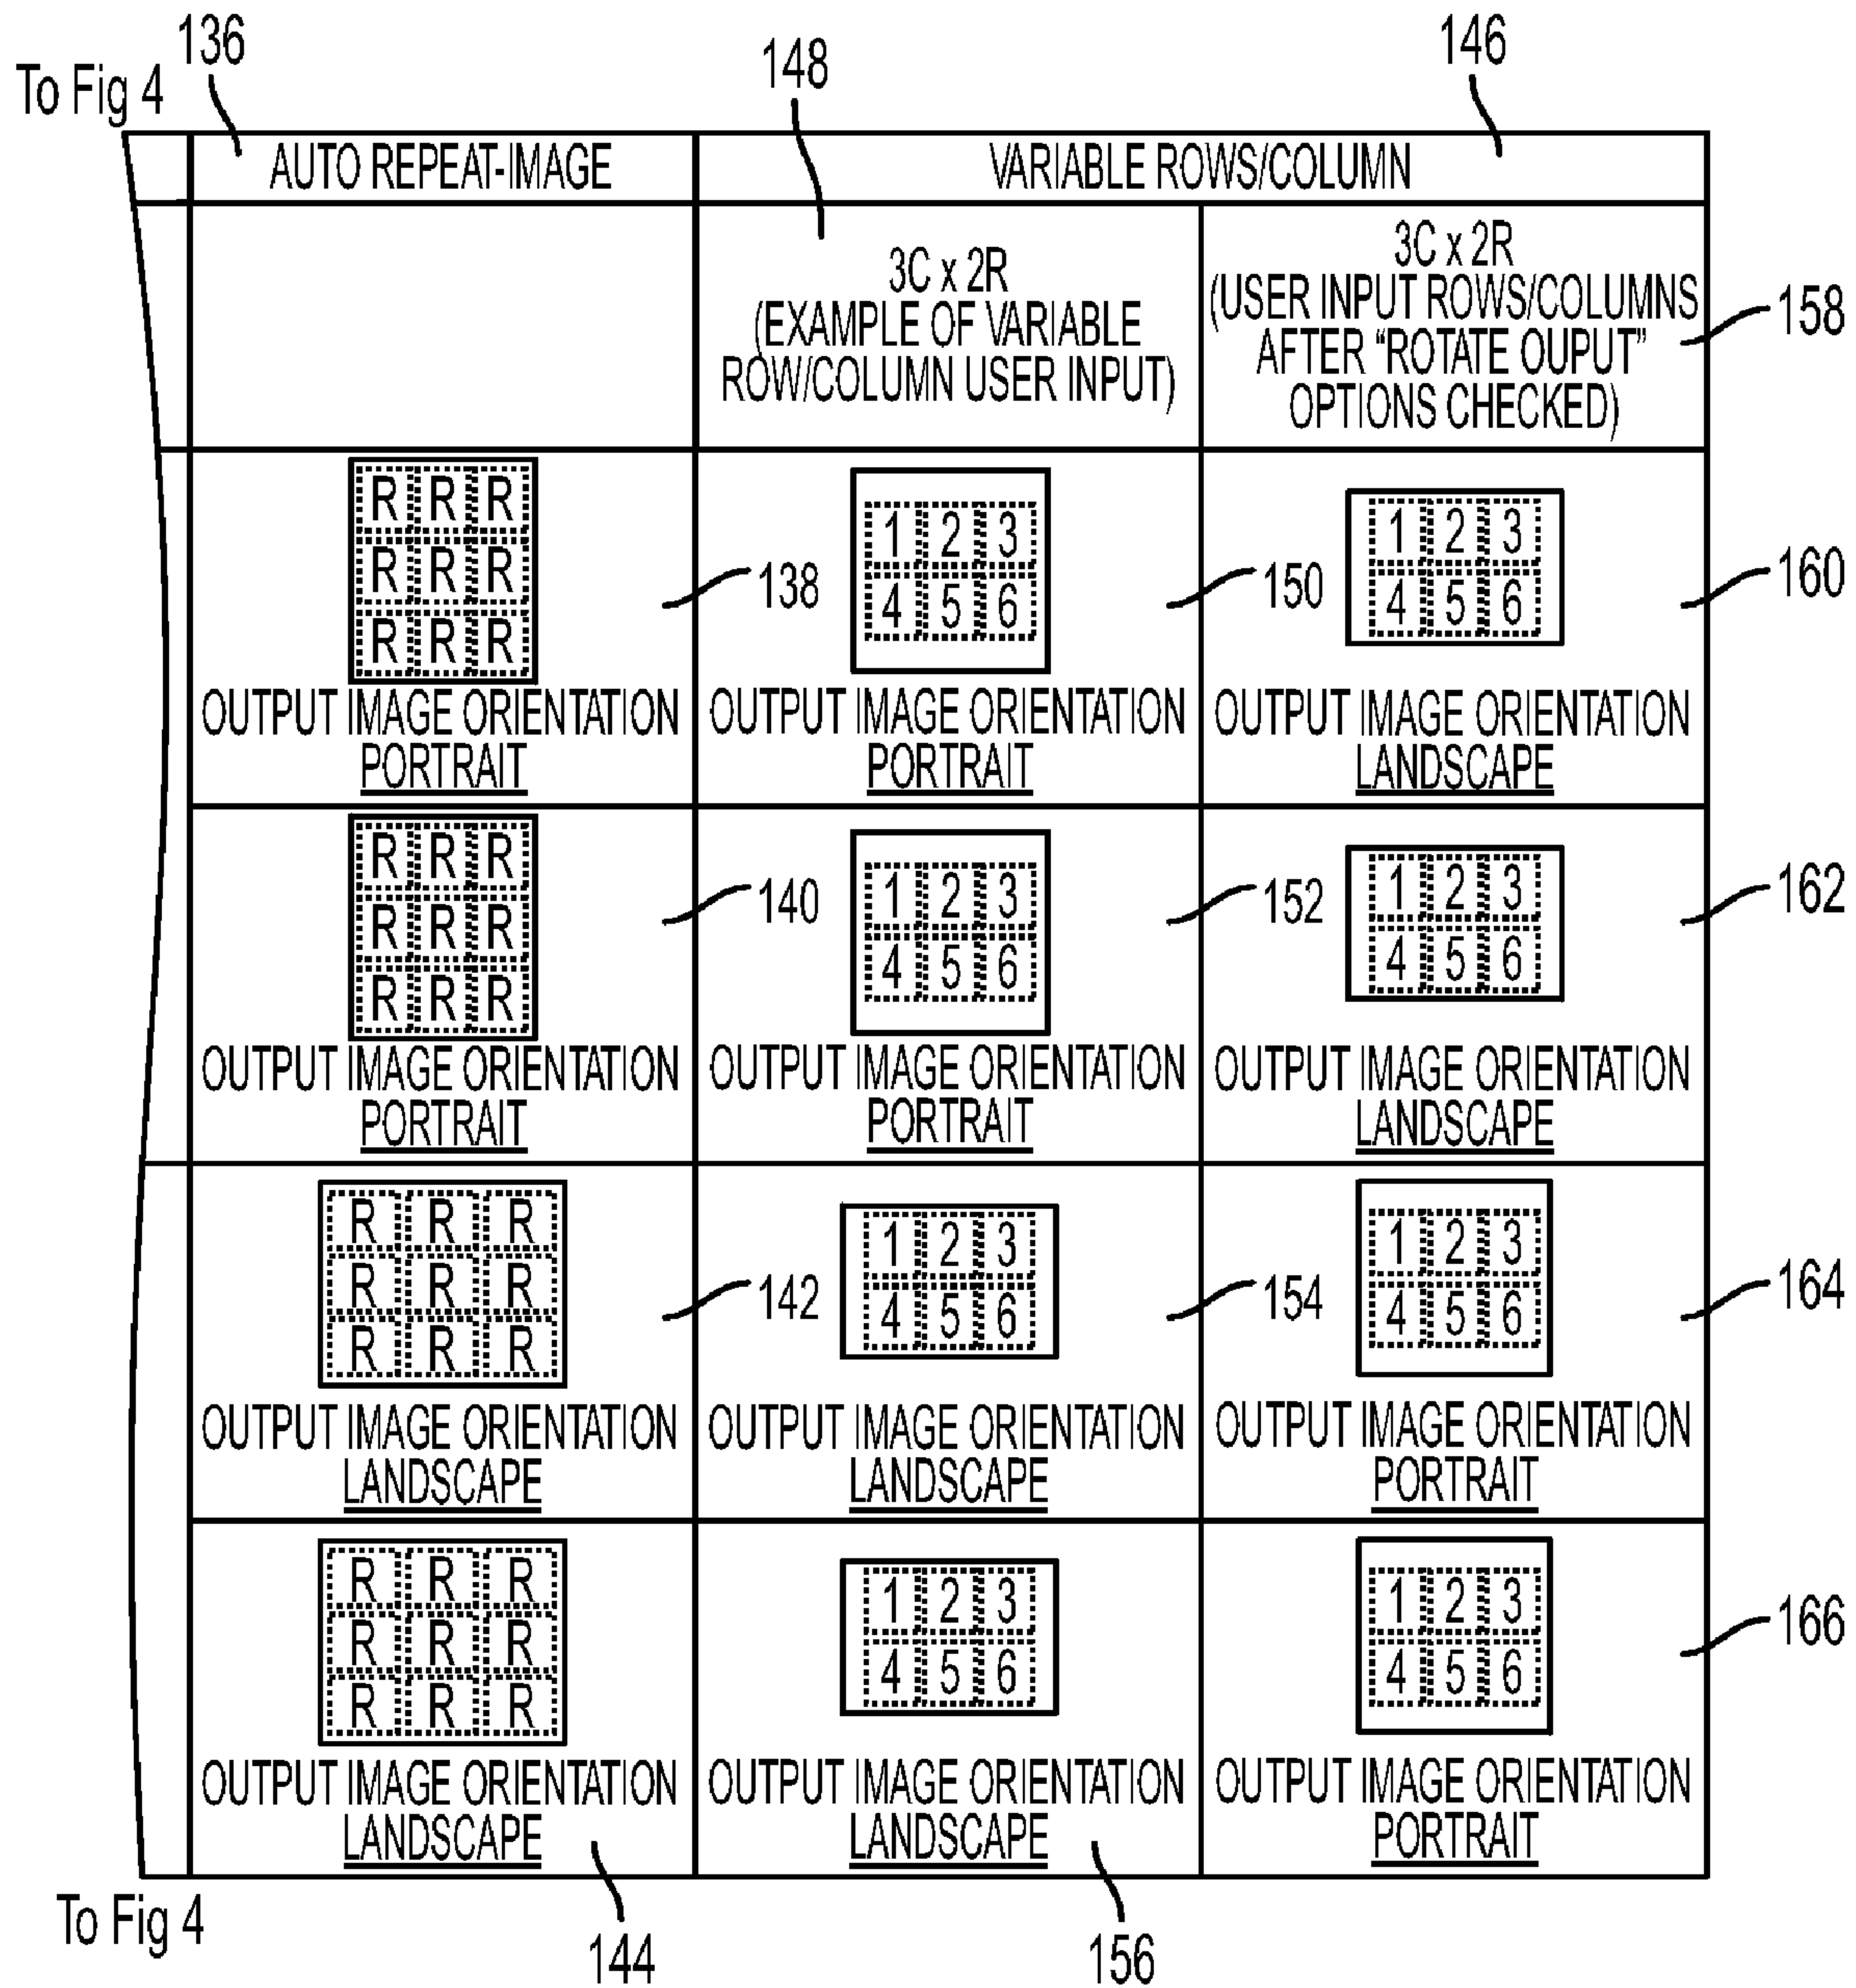 136
To Fig 4
148
146
AUTO REPEAT-IMAGE
VARIABLE ROWS/COLUMN
3C x 2R
(EXAMPLE OF VARIABLE
ROW/COLUMN USER INPUT)
3C x 2R
(USER INPUT ROWS/COLUMNS
AFTER “ROTATE OUPUT”
OPTIONS CHECKED)
158
R R R
R R R
R R R
138
OUTPUT IMAGE ORIENTATION
PORTRAIT
1 2 3
4 5 6
150
OUTPUT IMAGE ORIENTATION
PORTRAIT
1 2 3
4 5 6
160
OUTPUT IMAGE ORIENTATION
LANDSCAPE
R R R
R R R
R R R
140
OUTPUT IMAGE ORIENTATION
PORTRAIT
1 2 3
4 5 6
152
OUTPUT IMAGE ORIENTATION
PORTRAIT
1 2 3
4 5 6
162
OUTPUT IMAGE ORIENTATION
LANDSCAPE
R R R
R R R
R R R
142
OUTPUT IMAGE ORIENTATION
LANDSCAPE
1 2 3
4 5 6
154
OUTPUT IMAGE ORIENTATION
LANDSCAPE
1 2 3
4 5 6
164
OUTPUT IMAGE ORIENTATION
PORTRAIT
R R R
R R R
R R R
OUTPUT IMAGE ORIENTATION
LANDSCAPE
1 2 3
4 5 6
OUTPUT IMAGE ORIENTATION
LANDSCAPE
1 2 3
4 5 6
166
OUTPUT IMAGE ORIENTATION
PORTRAIT
To Fig 4
144
156